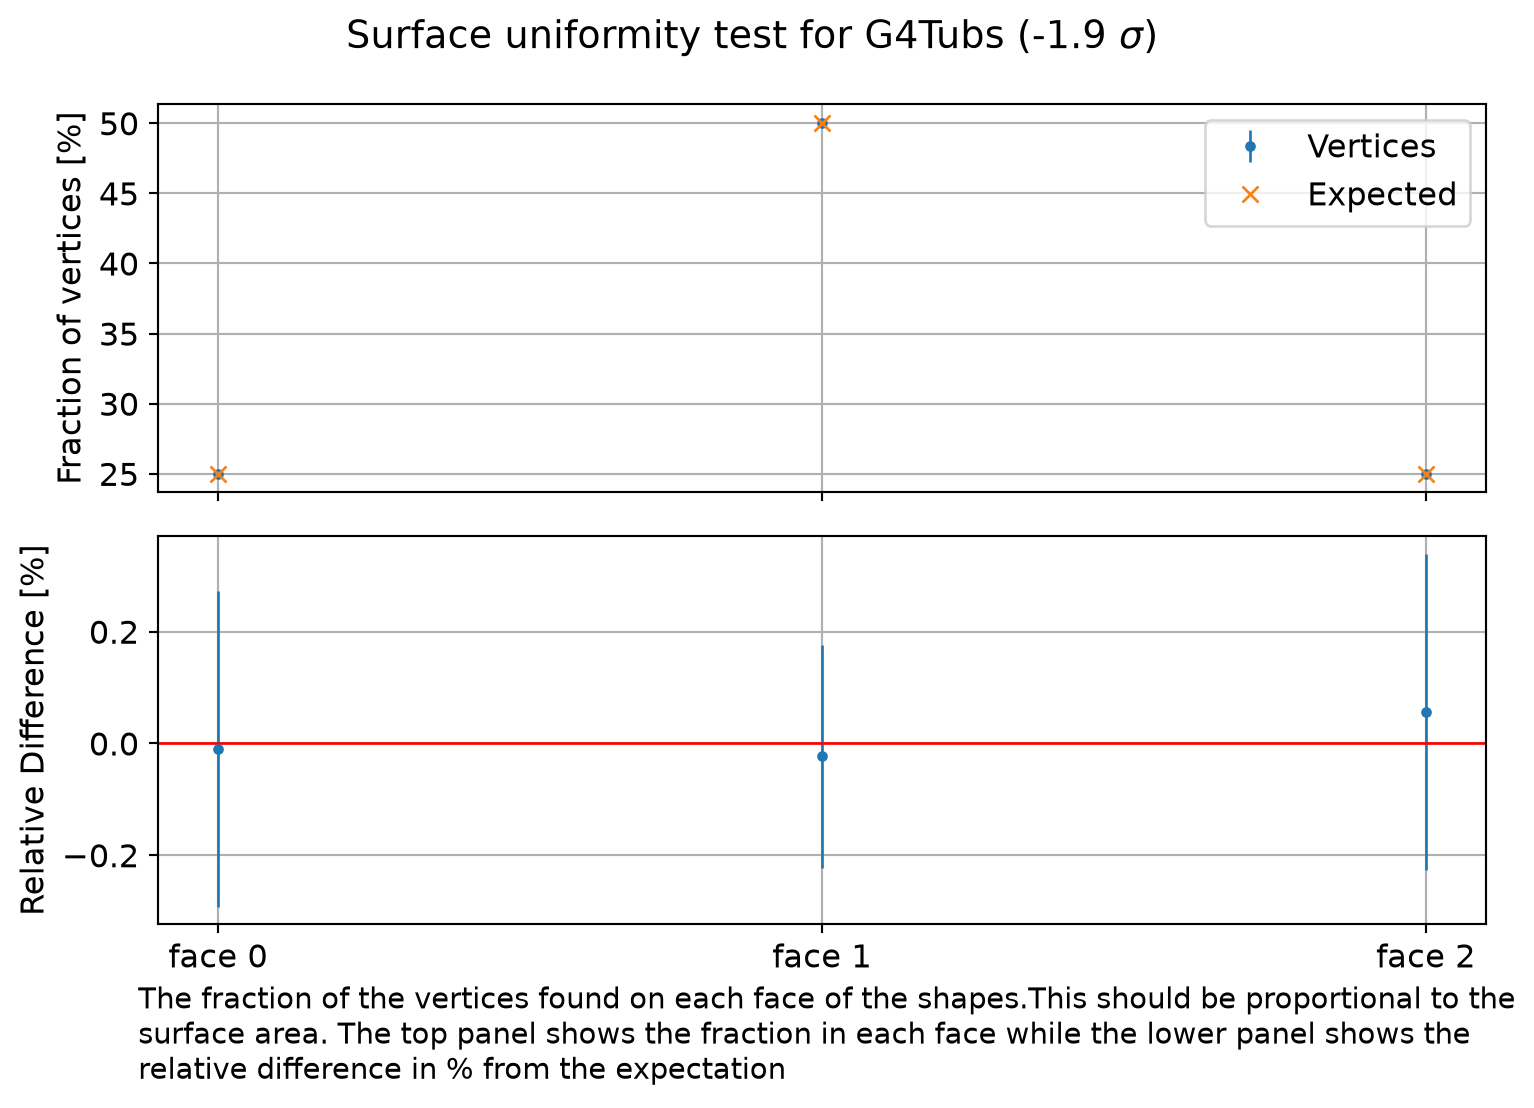 Surface uniformity test for G4Tubs (-1.9 σ)
Fraction of vertices [%]
50
45
40
35
30
25
Vertices
Expected
Relative Difference [%]
0.2
0.0
−0.2
face 0
face 1
face 2
The fraction of the vertices found on each face of the shapes.This should be proportional to the
surface area. The top panel shows the fraction in each face while the lower panel shows the
relative difference in % from the expectation